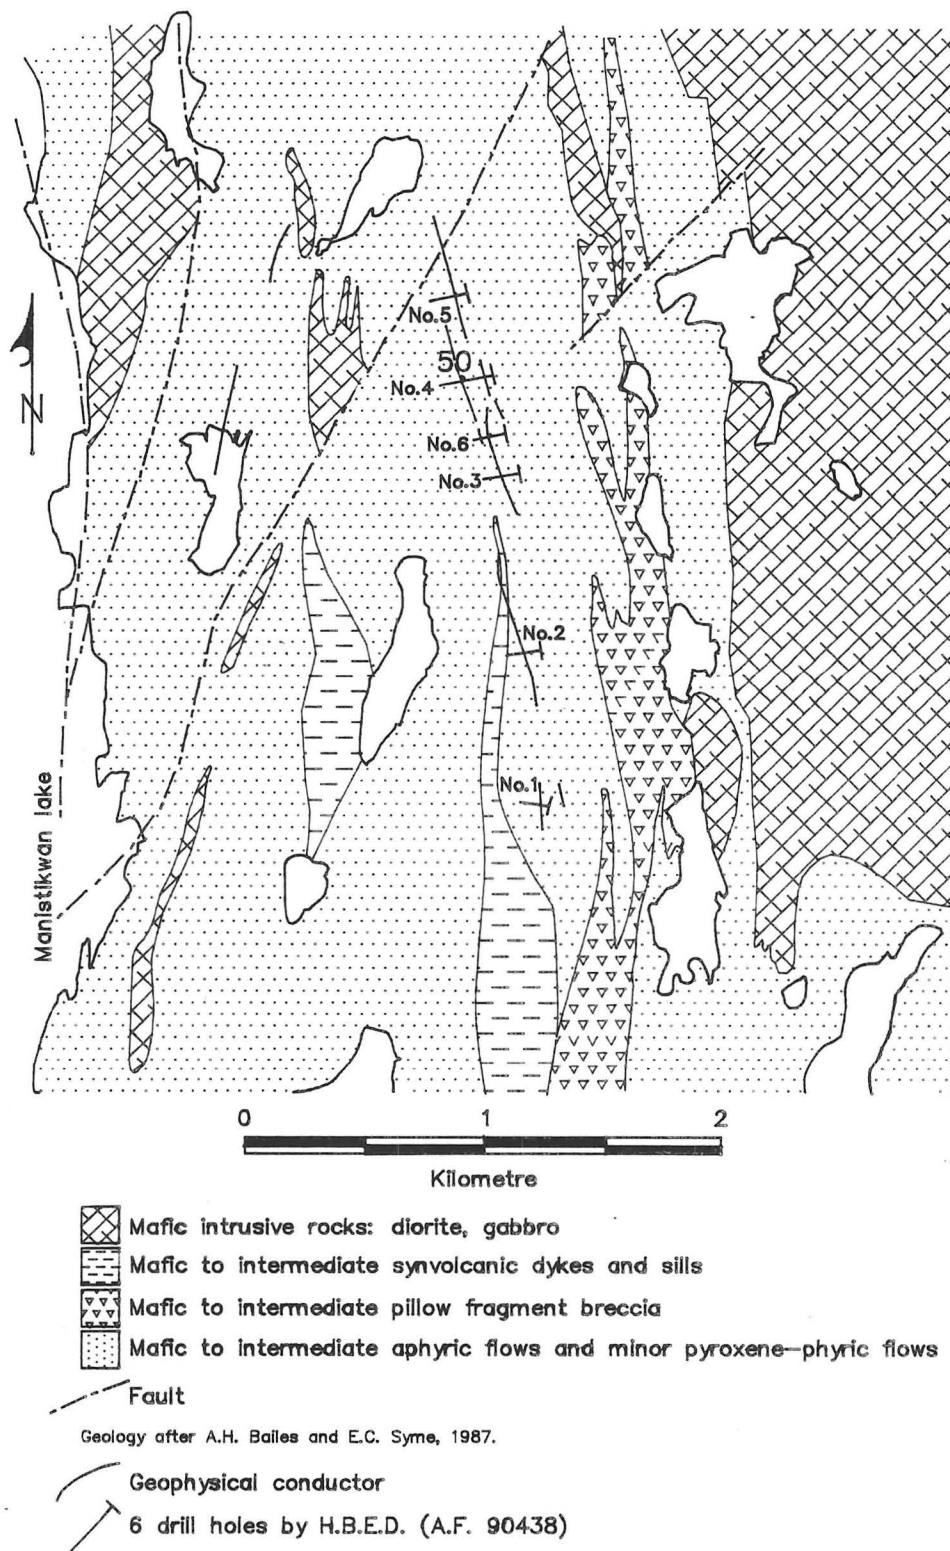 No.5
50
No.4
No.6
No.3
N
No.2
No.1
Manistikwan lake
0 1 2
Kilometre
Mafic intrusive rocks: diorite, gabbro
Mafic to intermediate synvolcanic dykes and sills
Mafic to intermediate pillow fragment breccia
Mafic to intermediate aphyric flows and minor pyroxene-phyric flows
Fault
Geology after A.H. Bailes and E.C. Syme, 1987.
Geophysical conductor
6 drill holes by H.B.E.D. (A.F. 90438)